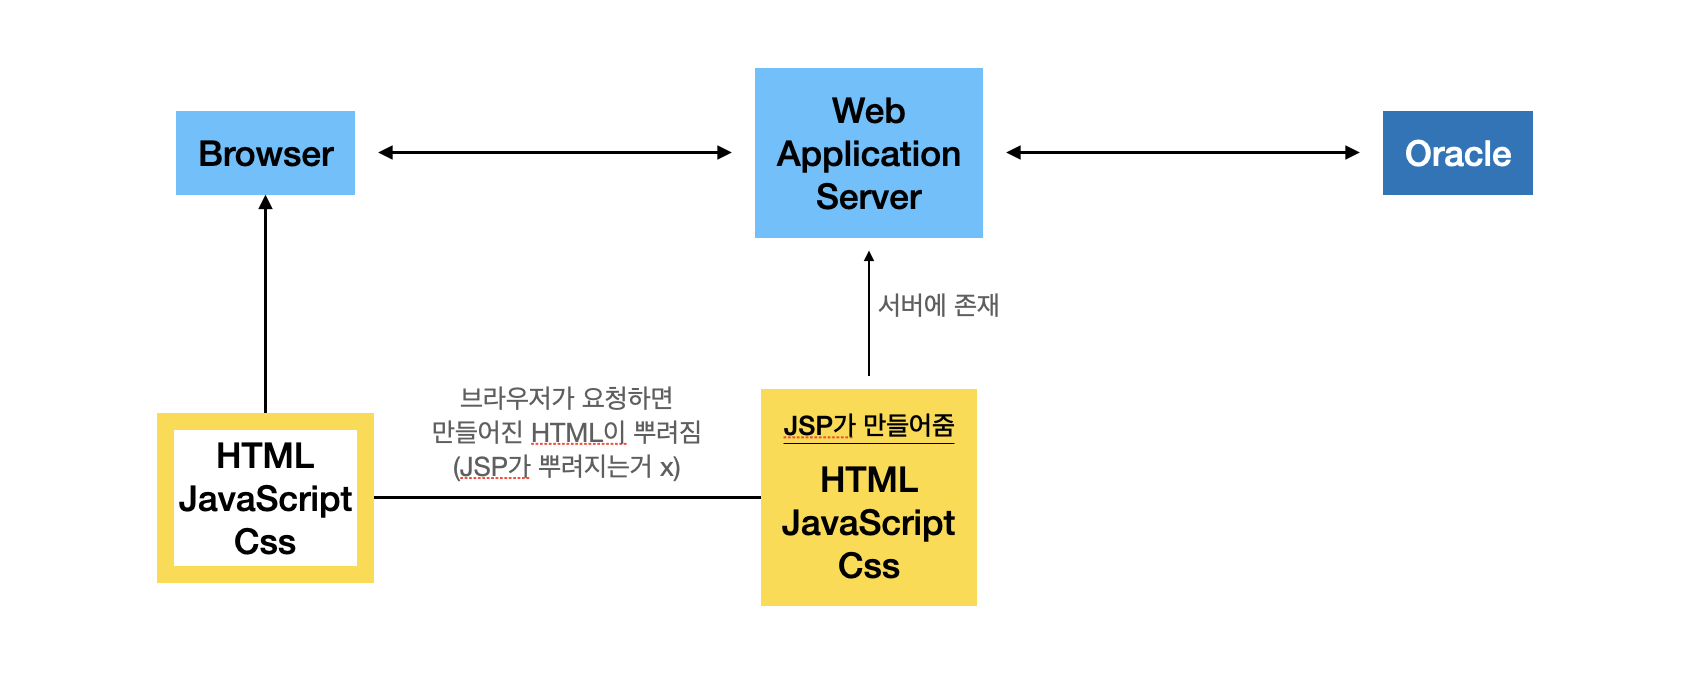 Browser
Web
Application
Server
Oracle
서버에 존재
브라우저가 요청하면
만들어진 HTML이 뿌려짐
(JSP가 뿌려지는거 x)
HTML
JavaScript
Css
JSP가 만들어줌
HTML
JavaScript
Css